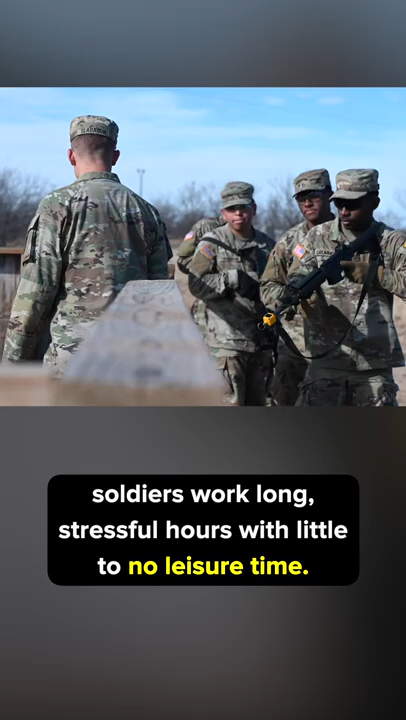 soldiers work long,
stressful hours with little
to no leisure time.